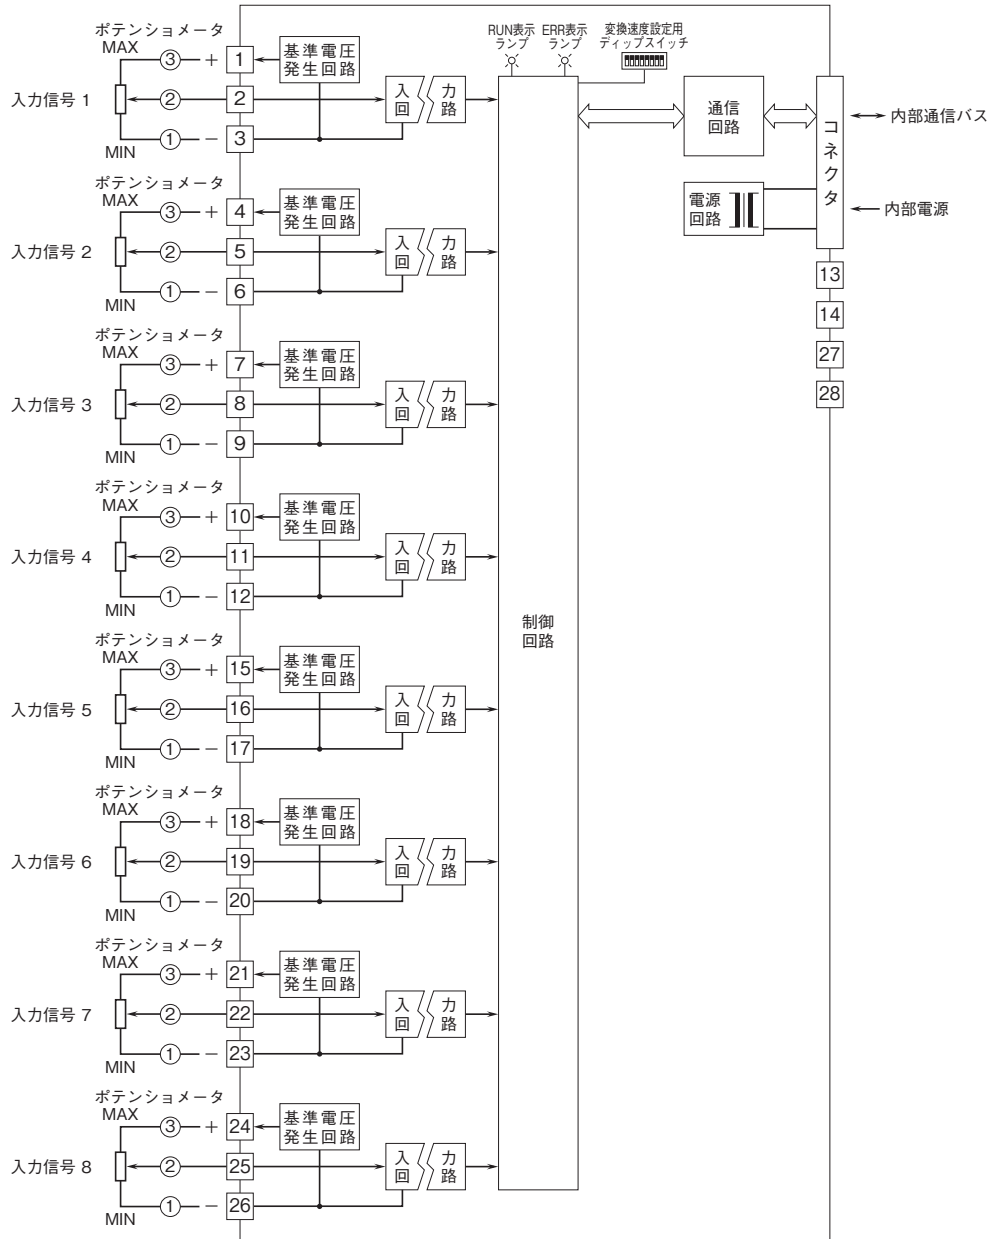 RUN表示
ランプ
ERR表示
ランプ
変換速度設定用
ディップスイッチ
ポテンショメータ
MAX
③ + 1
基準電圧
発生回路
入力信号 1
② 2
入 力
回 路
① − 3
MIN
ポテンショメータ
MAX
③ + 4
基準電圧
発生回路
入力信号 2
② 5
入 力
回 路
① − 6
MIN
ポテンショメータ
MAX
③ + 7
基準電圧
発生回路
入力信号 3
② 8
入 力
回 路
① − 9
MIN
ポテンショメータ
MAX
③ + 10
基準電圧
発生回路
入力信号 4
② 11
入 力
回 路
① − 12
MIN
ポテンショメータ
MAX
③ + 15
基準電圧
発生回路
入力信号 5
② 16
入 力
回 路
① − 17
MIN
ポテンショメータ
MAX
③ + 18
基準電圧
発生回路
入力信号 6
② 19
入 力
回 路
① − 20
MIN
ポテンショメータ
MAX
③ + 21
基準電圧
発生回路
入力信号 7
② 22
入 力
回 路
① − 23
MIN
ポテンショメータ
MAX
③ + 24
基準電圧
発生回路
入力信号 8
② 25
入 力
回 路
① − 26
MIN
制御
回路
通信
回路
電源
回路
コネクタ
内部通信バス
内部電源
13
14
27
28